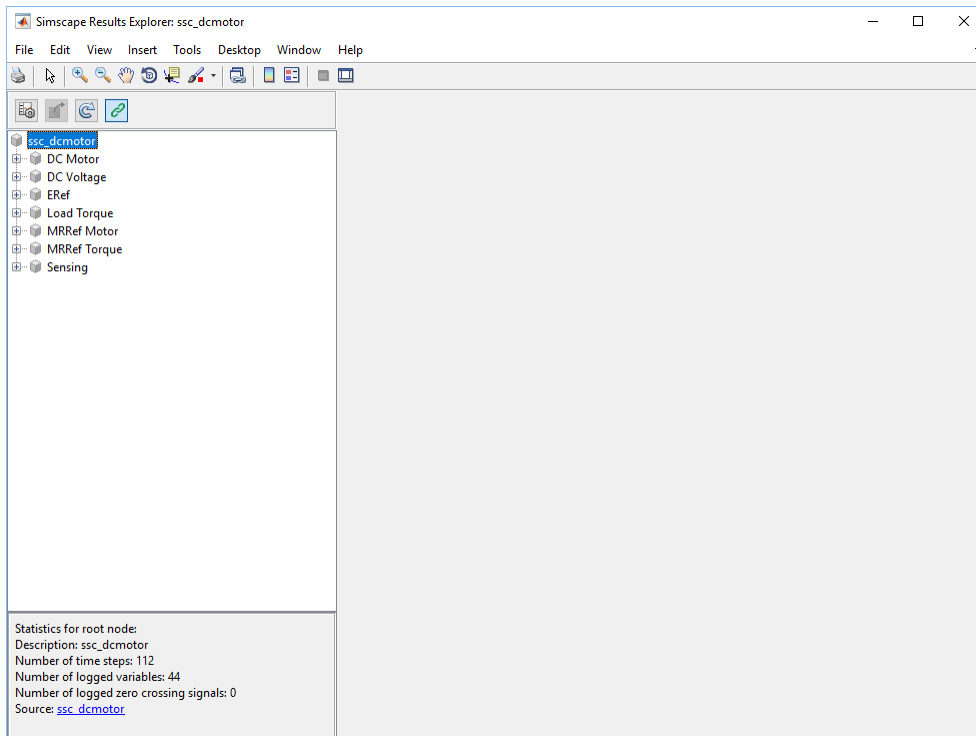 Simscape Results Explorer: ssc_dcmotor
File Edit View Insert Tools Desktop Window Help
ssc_dcmotor
DC Motor
DC Voltage
ERef
Load Torque
MRRef Motor
MRRef Torque
Sensing
Statistics for root node:
Description: ssc_dcmotor
Number of time steps: 112
Number of logged variables: 44
Number of logged zero crossing signals: 0
Source: ssc_dcmotor